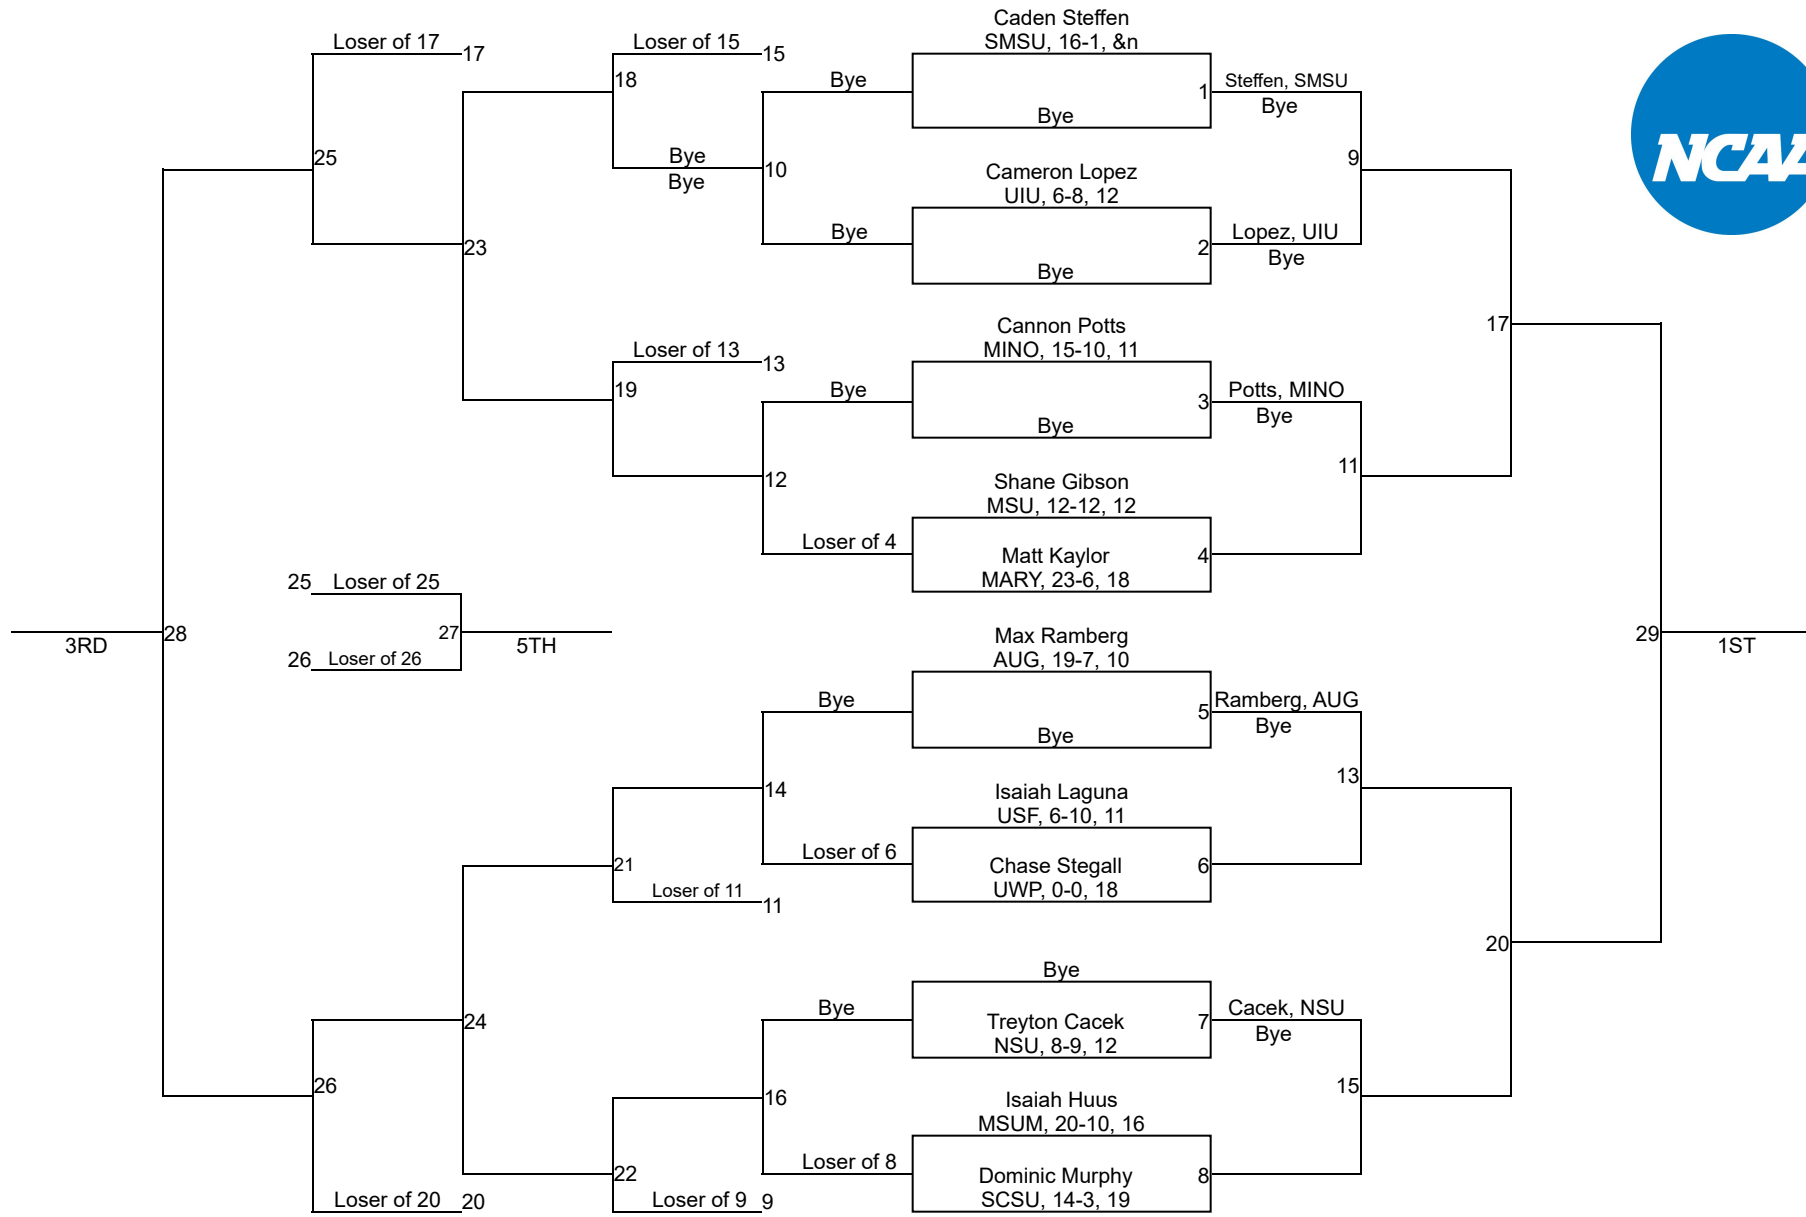 Caden Steffen
Loser of 17
17
Loser of 15
15
SMSU, 16-1, &n
18
Bye
1
Steffen, SMSU
Bye
Bye
25
Bye
Bye
10
9
Cameron Lopez
UIU, 6-8, 12
NCAA
23
Bye
2
Lopez, UIU
Bye
Bye
Cannon Potts
17
Loser of 13
13
MINO, 15-10, 11
19
Bye
3
Potts, MINO
Bye
Bye
12
11
Shane Gibson
MSU, 12-12, 12
Loser of 4
Matt Kaylor
4
MARY, 23-6, 18
25
Loser of 25
3RD
28
27
5TH
26
Loser of 26
Max Ramberg
29
1ST
AUG, 19-7, 10
Bye
5
Ramberg, AUG
Bye
Bye
14
13
Isaiah Laguna
USF, 6-10, 11
21
Loser of 6
Chase Stegall
6
UWP, 0-0, 18
Loser of 11
11
20
Bye
24
Bye
Treyton Cacek
7
Cacek, NSU
NSU, 8-9, 12
Bye
26
16
15
Isaiah Huus
MSUM, 20-10, 16
22
Loser of 8
Dominic Murphy
8
SCSU, 14-3, 19
Loser of 20
20
Loser of 9
9